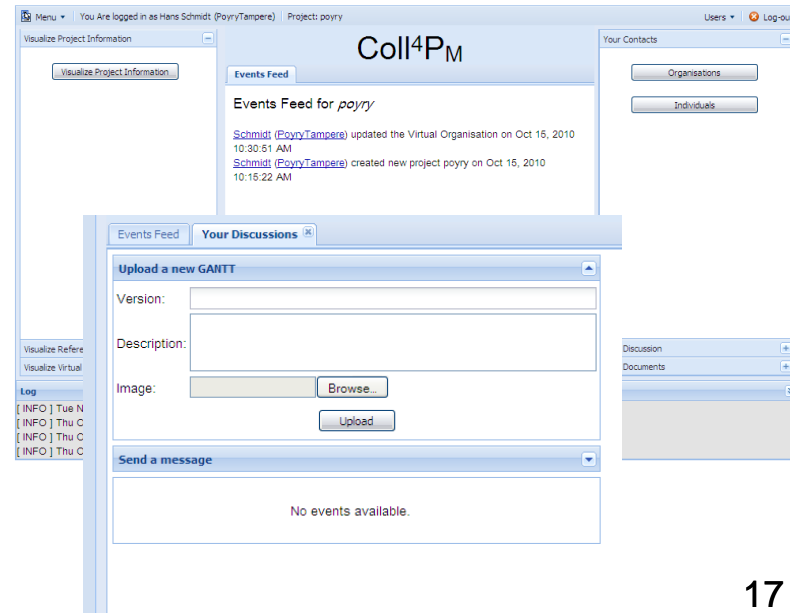 Menu You Are logged in as Hans Schmidt (PoyryTampere) Project: poyry Users Log-ou
Visualize Project Information
Visualize Project Information
Coll4PM
Events Feed
Events Feed for poyry
Schmidt (PoyryTampere) updated the Virtual Organisation on Oct 15, 2010
10:30:51 AM
Schmidt (PoyryTampere) created new project poyry on Oct 15, 2010
10:15:22 AM
Your Contacts
Organisations
Individuals
Visualize Refere
Visualize Virtual
Discussion
Documents
Log
[ INFO ] Tue N
[ INFO ] Thu O
[ INFO ] Thu O
[ INFO ] Thu O
Events Feed Your Discussions
Upload a new GANTT
Version:
Description:
Image: Browse...
Upload
Send a message
No events available.
17